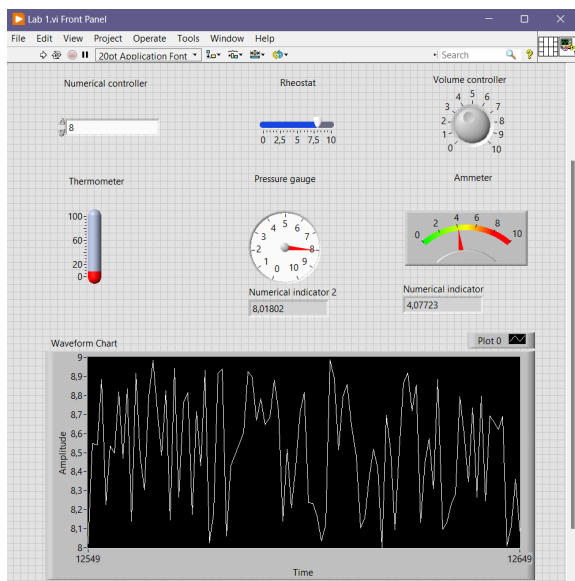 Lab 1.vi Front Panel
File Edit View Project Operate Tools Window Help
20pt Application Font
Search
Numerical controller
Rheostat
Volume controller
8
0 2,5 5 7,5 10
0 1 2 3 4 5 6 7 8 9 10
Thermometer
Pressure gauge
Ammeter
100
60
20
0
0 1 2 3 4 5 6 7 8 9 10
0 2 4 6 8 10
Numerical indicator 2
8,01802
Numerical indicator
4,07723
Plot 0
Waveform Chart
Amplitude
9
8,9
8,8
8,7
8,6
8,5
8,4
8,3
8,2
8,1
8
12549
12649
Time